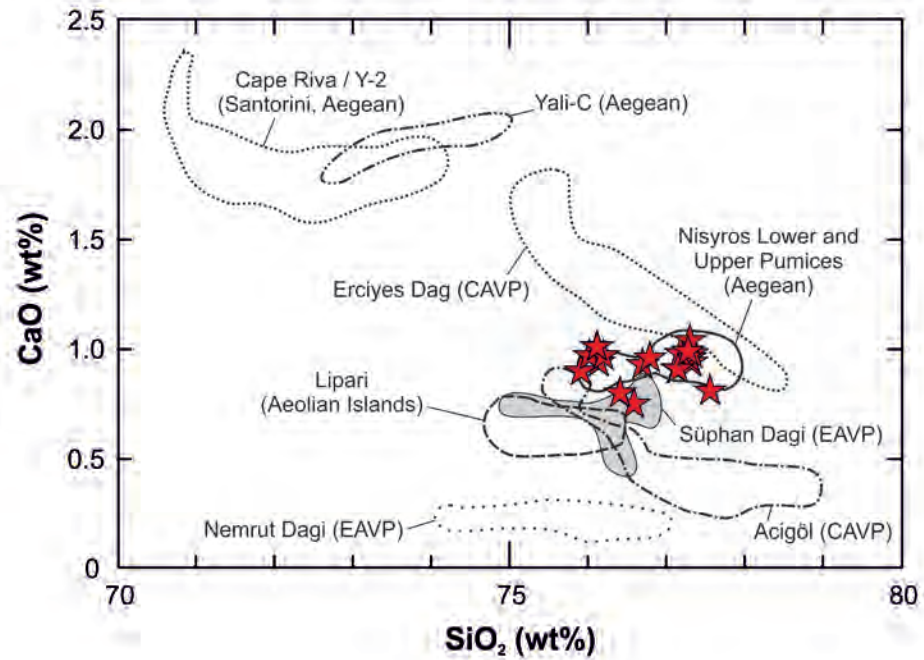 2.5
2.0
1.5
1.0
0.5
0
CaO (wt%)
Cape Riva / Y-2
(Santorini, Aegean)
Yali-C (Aegean)
Erciyes Dag (CAVP)
Nisyros Lower and
Upper Pumices
(Aegean)
Lipari
(Aeolian Islands)
Süphan Dagi (EAVP)
Nemrut Dagi (EAVP)
Acigöl (CAVP)
70
75
80
SiO₂ (wt%)